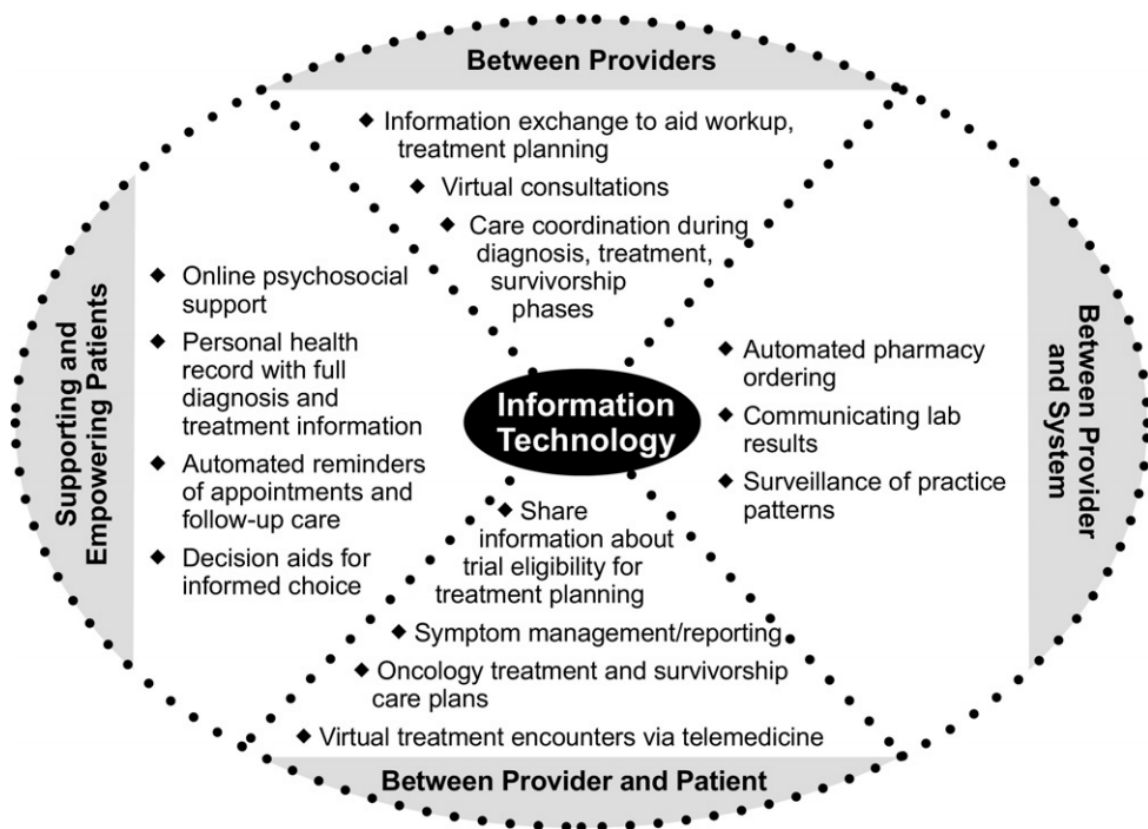 Between Providers
◆ Information exchange to aid workup,
treatment planning
◆ Virtual consultations
◆ Care coordination during
diagnosis, treatment,
survivorship
phases
Supporting and
Empowering Patients
◆ Online psychosocial
support
◆ Personal health
record with full
diagnosis and
treatment information
◆ Automated reminders
of appointments and
follow-up care
◆ Decision aids for
informed choice
Information
Technology
◆ Automated pharmacy
ordering
◆ Communicating lab
results
◆ Surveillance of practice
patterns
Between Provider
and System
◆ Share
information about
trial eligibility for
treatment planning
◆ Symptom management/reporting
◆ Oncology treatment and survivorship
care plans
◆ Virtual treatment encounters via telemedicine
Between Provider and Patient